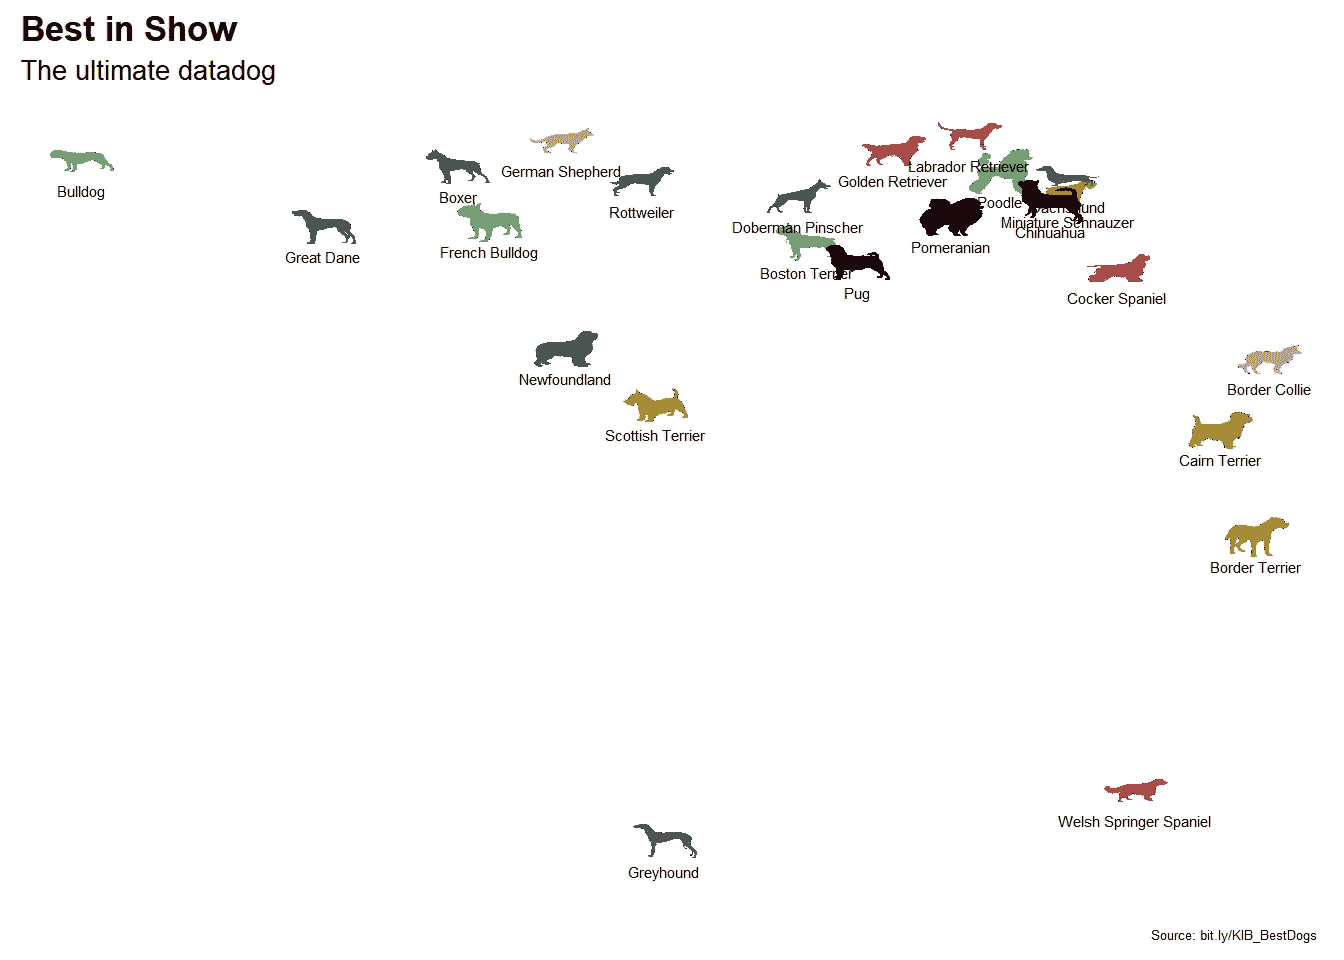 Best in Show
The ultimate datadog
Bulldog
German Shepherd
Boxer
Rottweiler
Great Dane
French Bulldog
Labrador Retriever
Golden Retriever
Poodle
Dachshund
Miniature Schnauzer
Chihuahua
Doberman Pinscher
Pomeranian
Boston Terrier
Pug
Cocker Spaniel
Newfoundland
Border Collie
Scottish Terrier
Cairn Terrier
Border Terrier
Welsh Springer Spaniel
Greyhound
Source: bit.ly/KIB_BestDogs